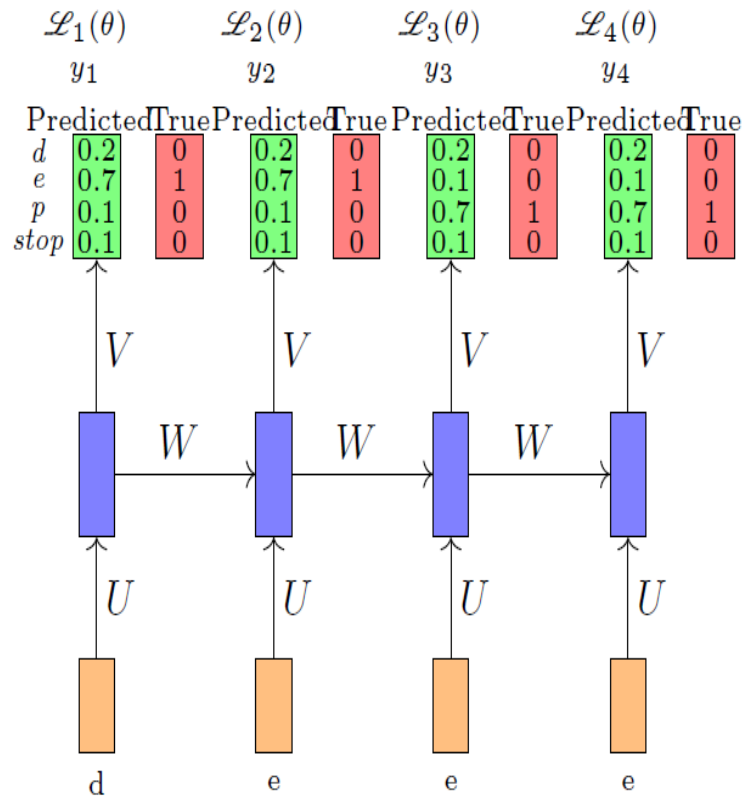 ℒ₁(θ) ℒ₂(θ) ℒ₃(θ) ℒ₄(θ)
y₁ y₂ y₃ y₄
Predicted True Predicted True Predicted True Predicted True
d 0.2 0 0.2 0 0.2 0 0.2 0
e 0.7 1 0.7 1 0.1 0 0.1 0
p 0.1 0 0.1 0 0.7 1 0.7 1
stop 0.1 0 0.1 0 0.1 0 0.1 0
V V V V
W W W
U U U U
d e e e